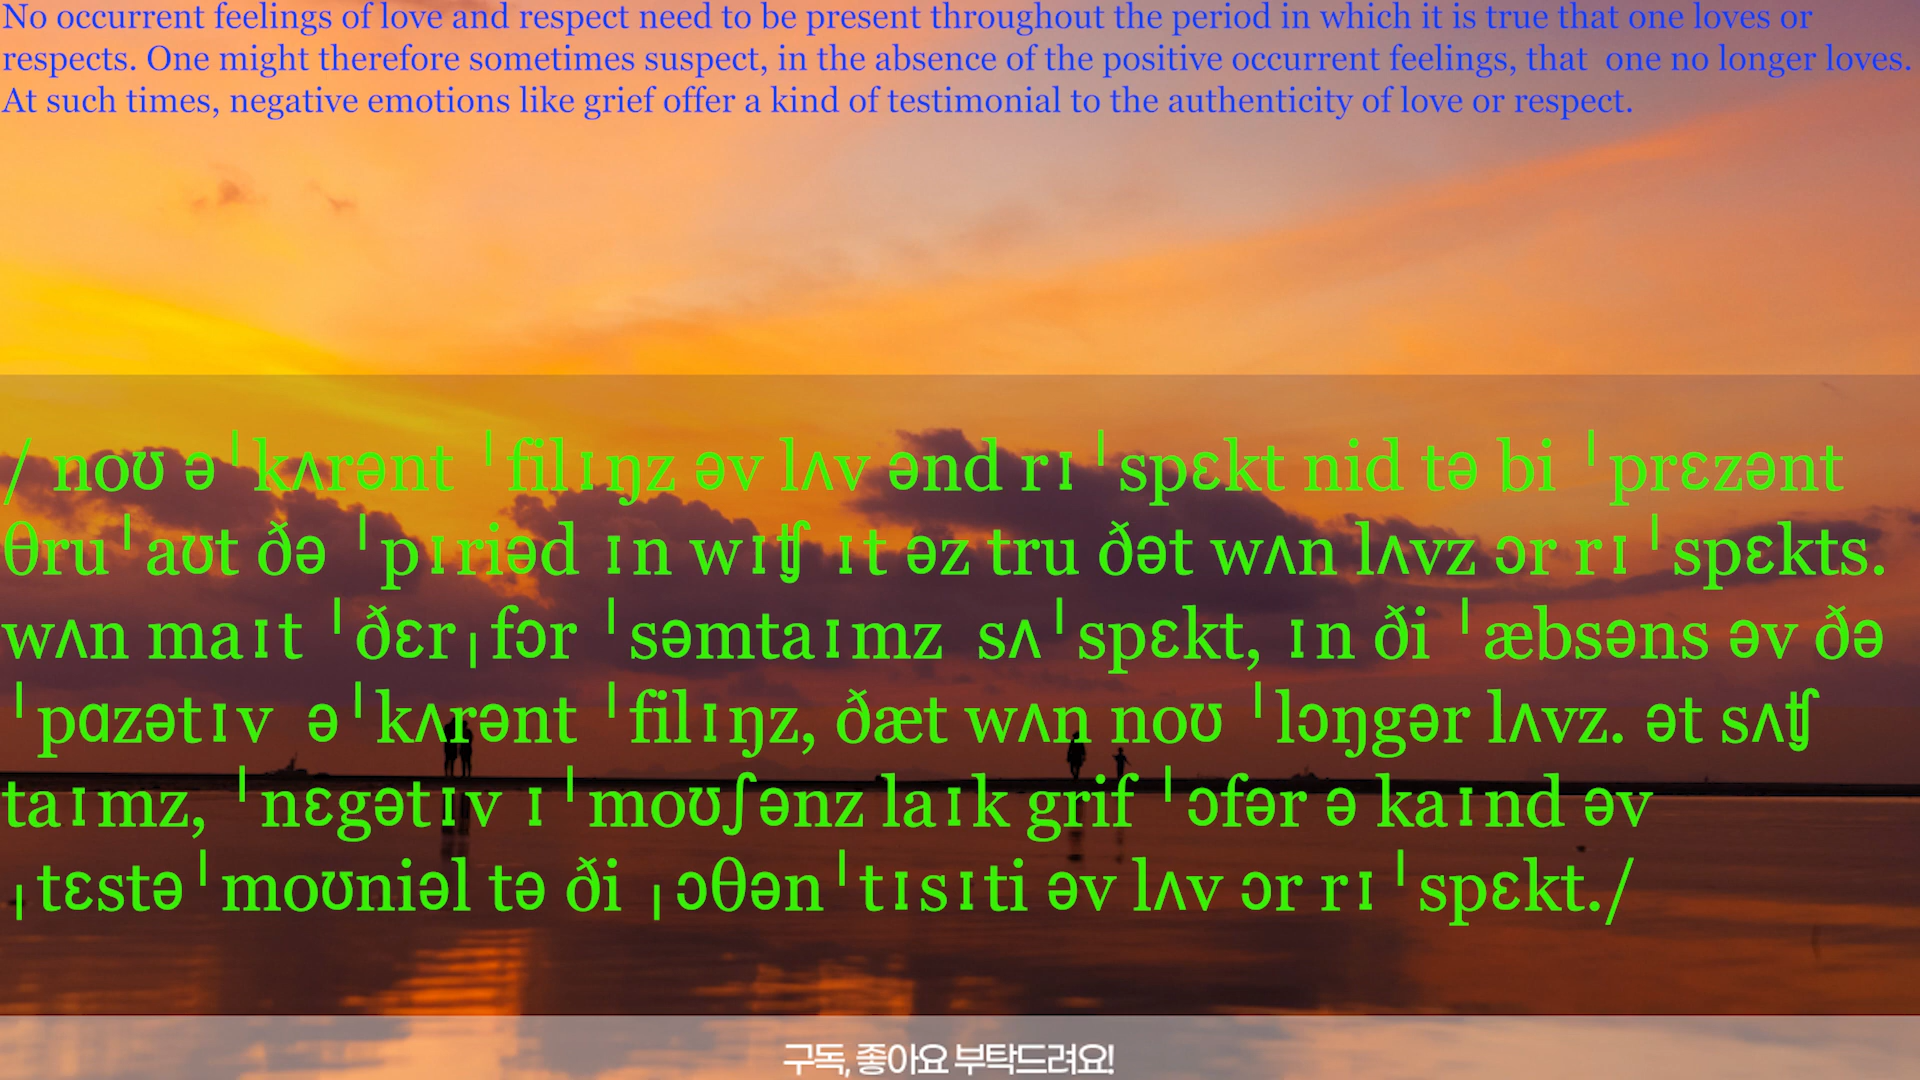 No occurrent feelings of love and respect need to be present throughout the period in which it is true that one loves or
respects. One might therefore sometimes suspect, in the absence of the positive occurrent feelings, that  one no longer loves.
At such times, negative emotions like grief offer a kind of testimonial to the authenticity of love or respect.
/ noʊ əˈkʌrənt ˈfilɪŋz əv lʌv ənd rɪˈspɛkt nid tə bi ˈprɛzənt
θruˈaʊt ðə ˈpɪriəd ɪn wɪʧ ɪt əz tru ðət wʌn lʌvz ɔr rɪˈspɛkts.
wʌn maɪt ˈðɛrˌfɔr ˈsəmtaɪmz  sʌˈspɛkt, ɪn ði ˈæbsəns əv ðə
ˈpɑzətɪv  əˈkʌrənt ˈfilɪŋz, ðæt wʌn noʊ ˈlɔŋgər lʌvz. ət sʌʧ
taɪmz, ˈnɛgətɪv ɪˈmoʊʃənz laɪk grif ˈɔfər ə kaɪnd əv
ˌtɛstəˈmoʊniəl tə ði ˌɔθənˈtɪsɪti əv lʌv ɔr rɪˈspɛkt./
구독, 좋아요 부탁드려요!